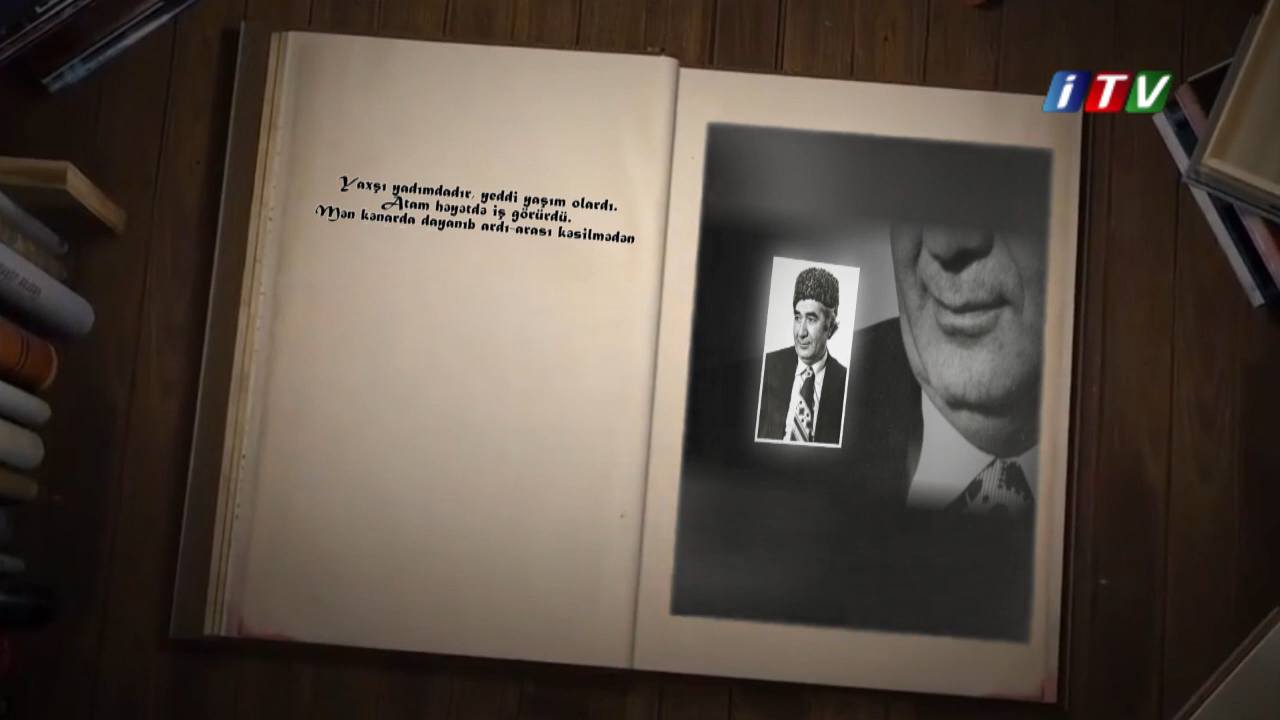 Yaxşı yadımdadır, yeddi yaşım olardı.
Atam həyətdə iş görürdü.
Mən kənarda dayanıb ardı-arası kəsilmədən
iTV